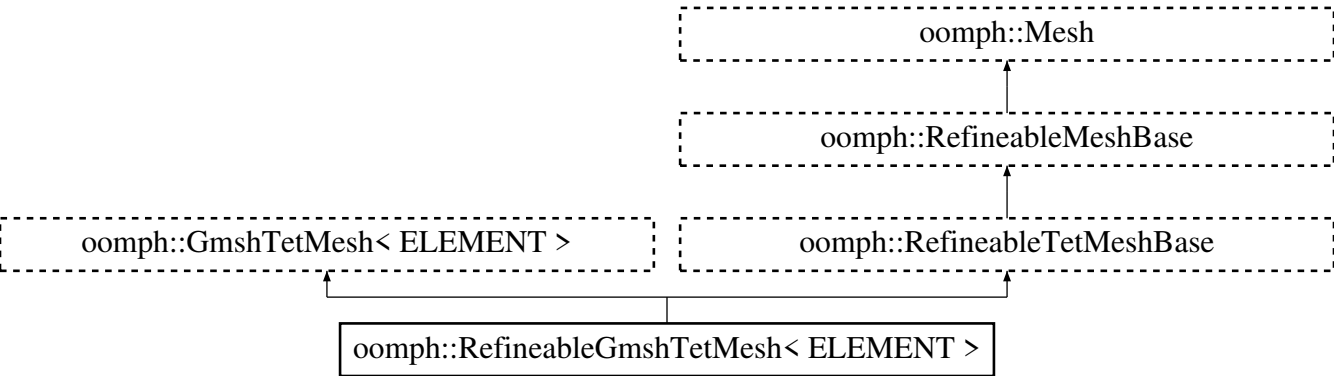 oomph::Mesh
oomph::RefineableMeshBase
oomph::GmshTetMesh< ELEMENT >
oomph::RefineableTetMeshBase
oomph::RefineableGmshTetMesh< ELEMENT >